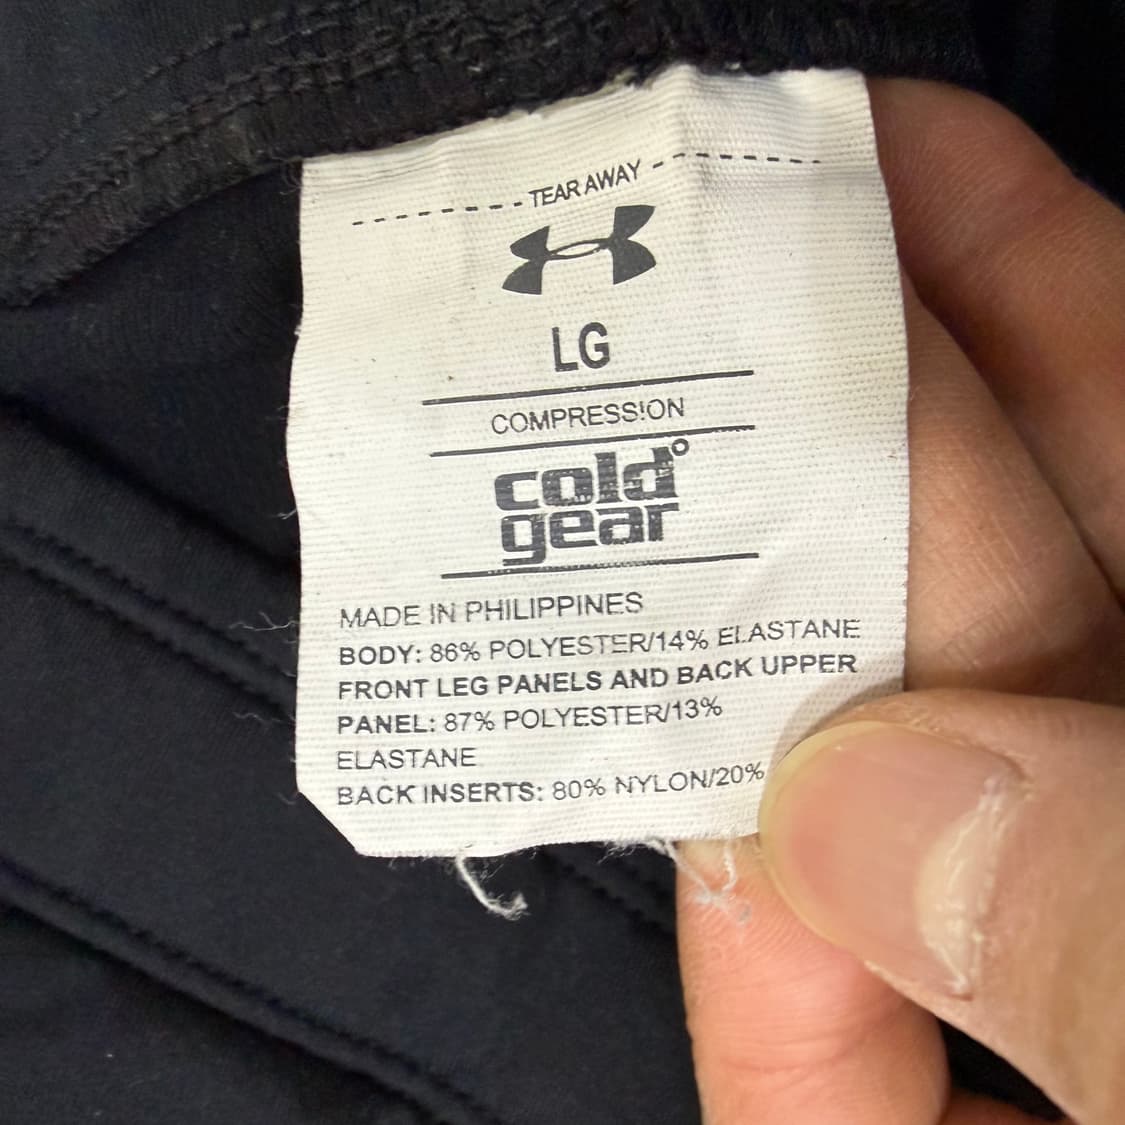 TEAR AWAY
LG
COMPRESSION
cold
gear
MADE IN PHILIPPINES
BODY: 86% POLYESTER/14% ELASTANE
FRONT LEG PANELS AND BACK UPPER
PANEL: 87% POLYESTER/13%
ELASTANE
BACK INSERTS: 80% NYLON/20%